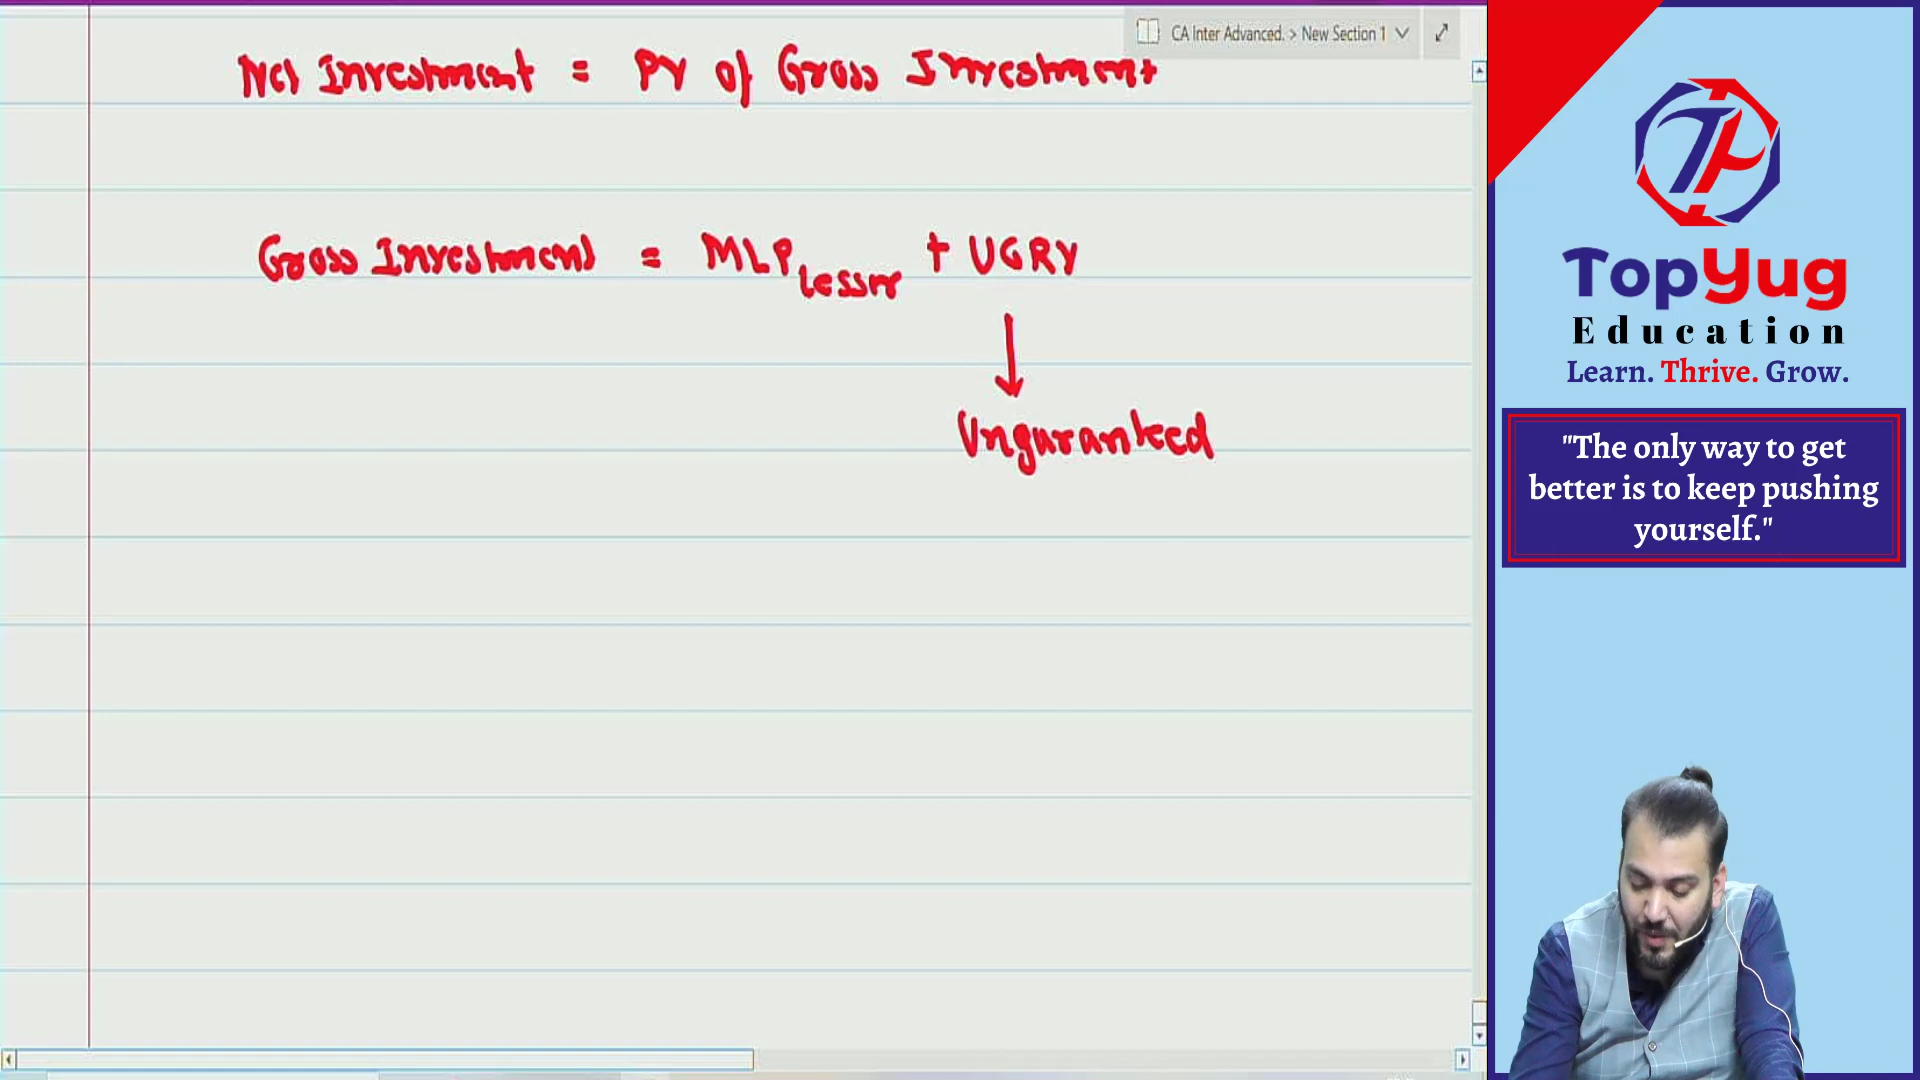 CA Inter Advanced. > New Section 1
Net Investment = PV of Gross Investment
Gross Investment = MLP lessor + UGRV
Unguranteed
TopYug
Education
Learn. Thrive. Grow.
"The only way to get
better is to keep pushing
yourself."